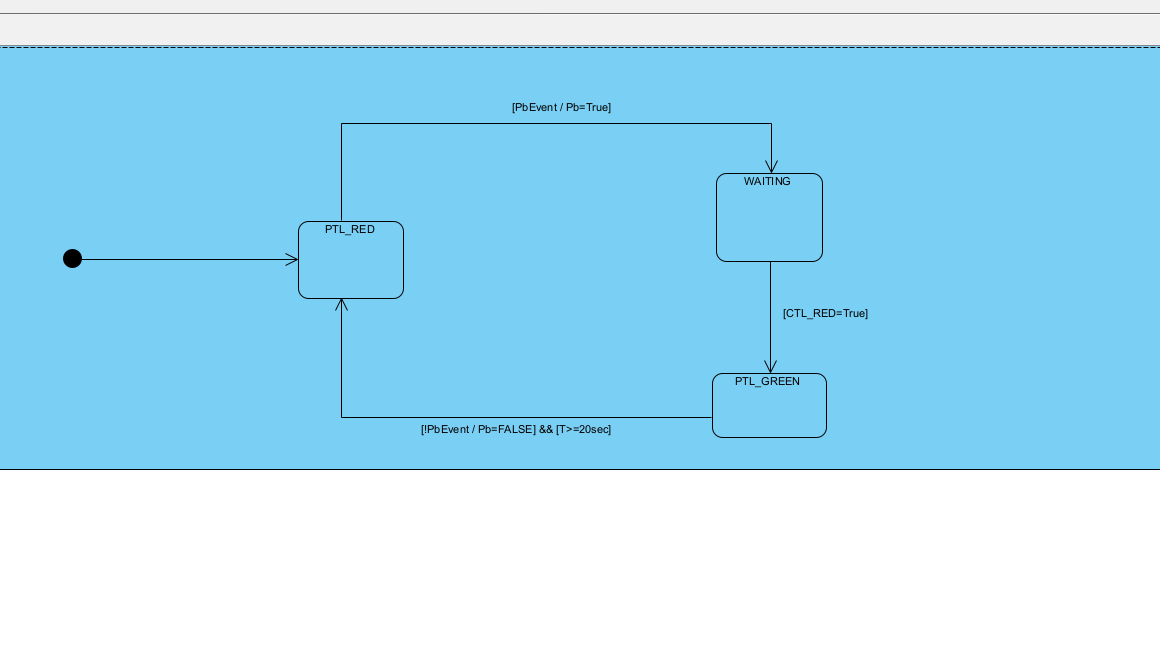 [PbEvent / Pb=True]
WAITING
PTL_RED
[CTL_RED=True]
PTL_GREEN
[!PbEvent / Pb=FALSE] && [T>=20sec]